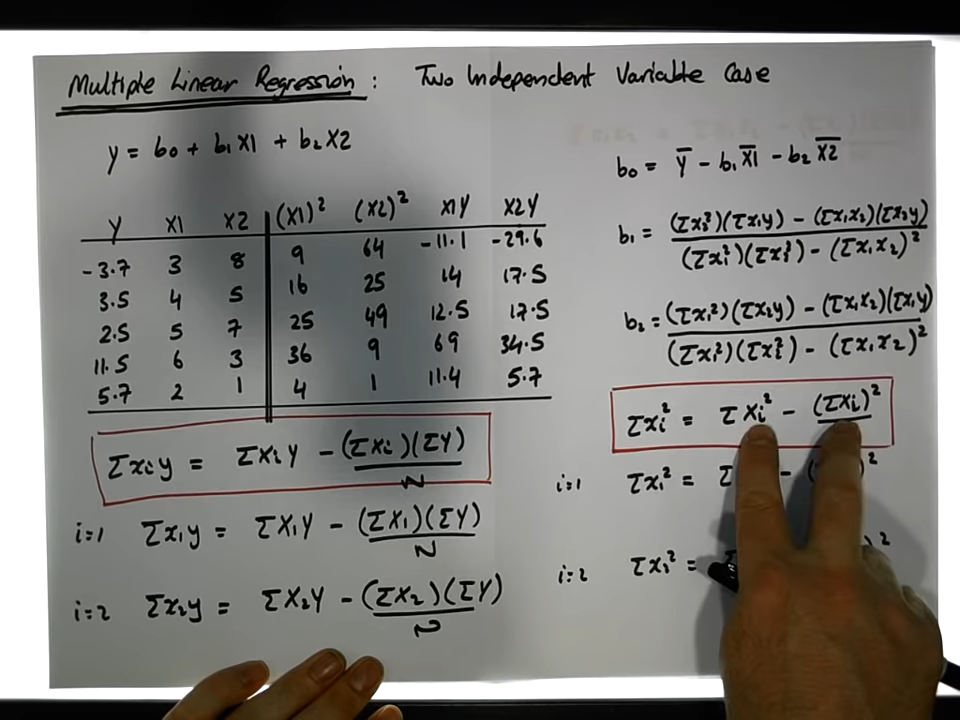 Multiple Linear Regression : Two Independent Variable Case
y = b₀ + b₁X1 + b₂X2
Y X1 X2 (X1)² (X2)² X1Y X2Y
-3.7 3 8 9 64 -11.1 -29.6
3.5 4 5 16 25 14 17.5
2.5 5 7 25 49 12.5 17.5
11.5 6 3 36 9 69 34.5
5.7 2 1 4 1 11.4 5.7
Σxᵢy = ΣXᵢY - (ΣXᵢ)(ΣY) / N
i=1 Σx₁y = ΣX₁Y - (ΣX₁)(ΣY) / N
i=2 Σx₂y = ΣX₂Y - (ΣX₂)(ΣY) / N
b₀ = Y̅ - b₁X̅1̅ - b₂X̅2̅
b₁ = (Σx₂²)(Σx₁y) - (Σx₁x₂)(Σx₂y) / (Σx₁²)(Σx₂²) - (Σx₁x₂)²
b₂ = (Σx₁²)(Σx₂y) - (Σx₁x₂)(Σx₁y) / (Σx₁²)(Σx₂²) - (Σx₁x₂)²
Σxᵢ² = ΣXᵢ² - (ΣXᵢ)²
i=1 Σx₁² = Σ - ( )²
i=2 Σx₁² = )²